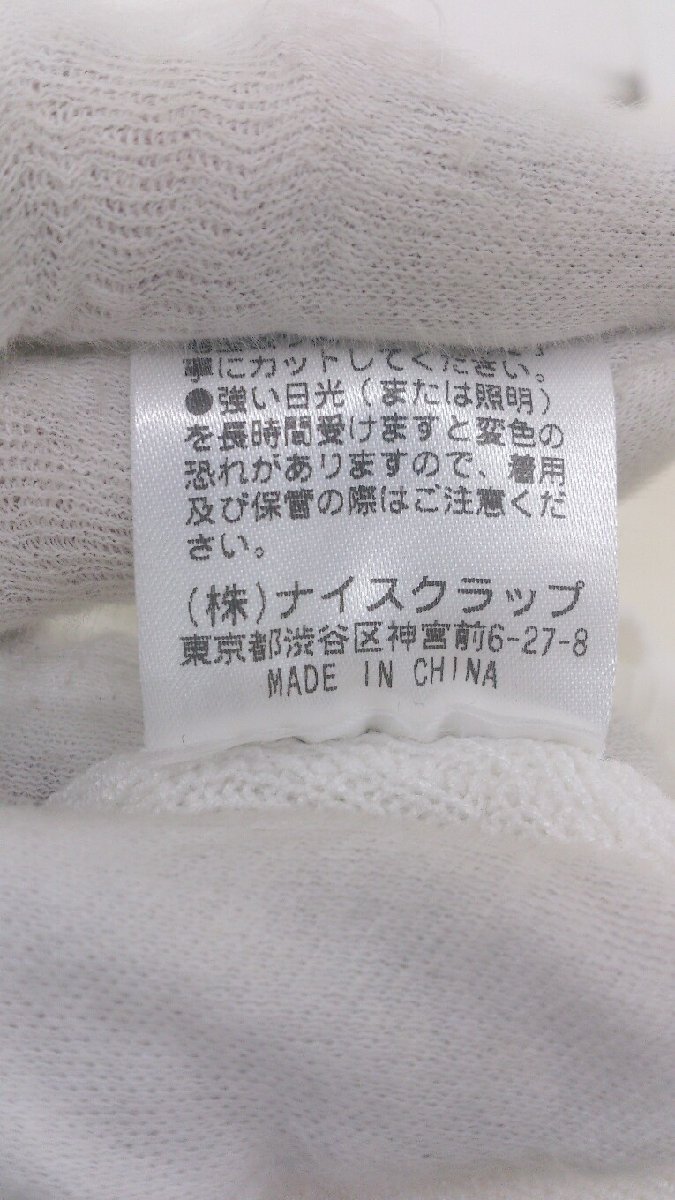 事にカットしてください。
●強い日光(または照明)
を長時間受けますと変色の
恐れがありますので、着用
及び保管の際はご注意くだ
さい。
(株)ナイスクラップ
東京都渋谷区神宮前6-27-8
MADE IN CHINA